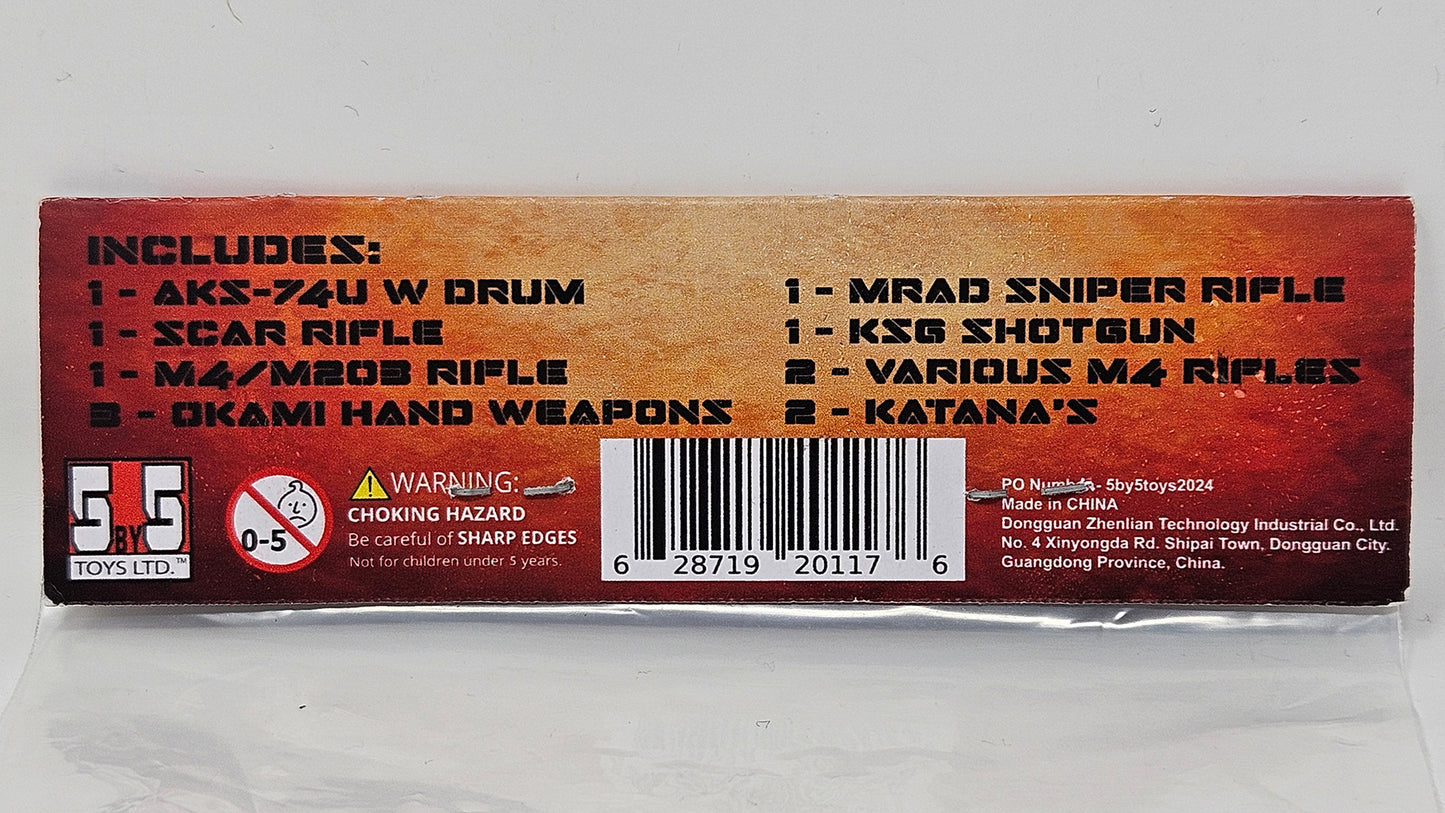 INCLUDES:
1 - AKS-74U W DRUM
1 - SCAR RIFLE
1 - M4/M203 RIFLE
3 - OKAMI HAND WEAPONS
1 - MRAD SNIPER RIFLE
1 - KSG SHOTGUN
2 - VARIOUS M4 RIFLES
2 - KATANA'S
5 BY 5
TOYS LTD.™
0-5
WARNING:
CHOKING HAZARD
Be careful of SHARP EDGES
Not for children under 5 years.
6 28719 20117 6
PO Number- 5by5toys2024
Made in CHINA
Dongguan Zhenlian Technology Industrial Co., Ltd.
No. 4 Xinyongda Rd. Shipai Town, Dongguan City.
Guangdong Province, China.